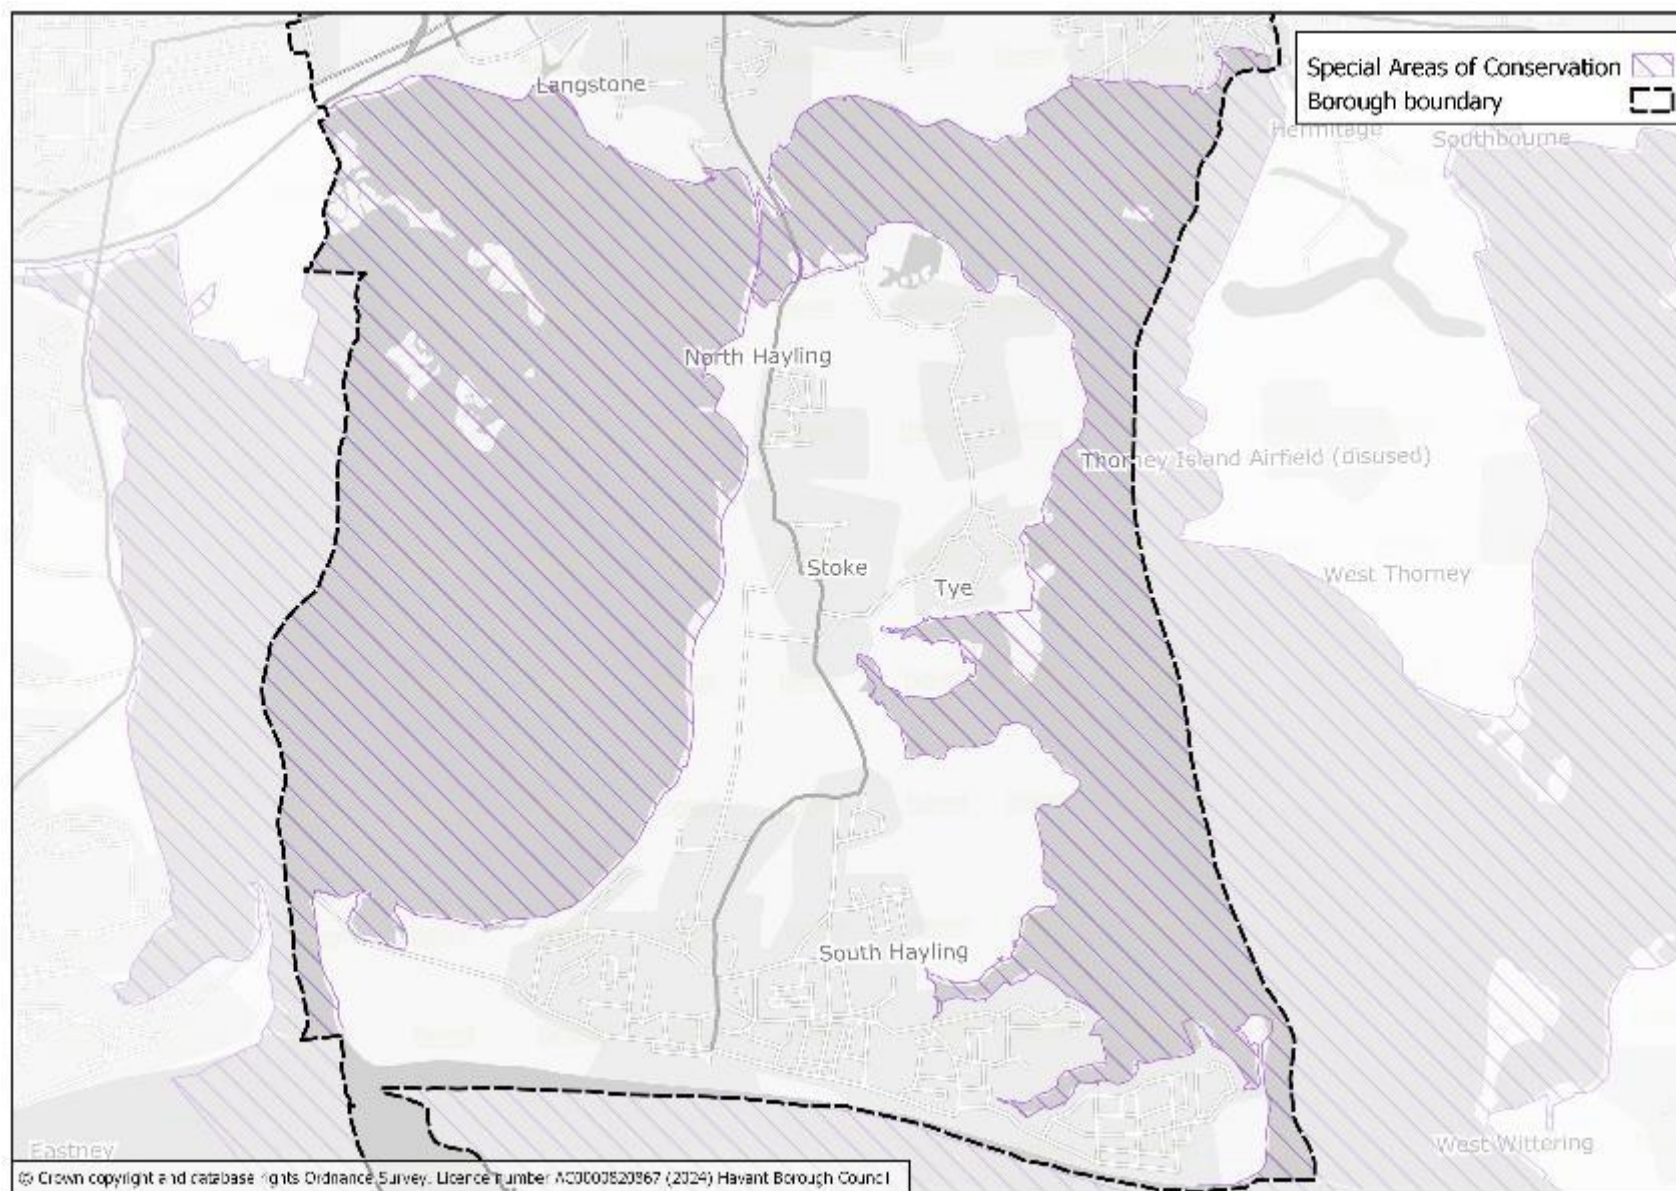 Special Areas of Conservation
Borough boundary
Langstone
Hermitage
Southbourne
North Hayling
Thorney Island Airfield (disused)
Stoke
Tye
West Thorney
South Hayling
Eastney
West Wittering
© Crown copyright and database rights Ordnance Survey. Licence number AC0000820867 (2024) Havant Borough Council